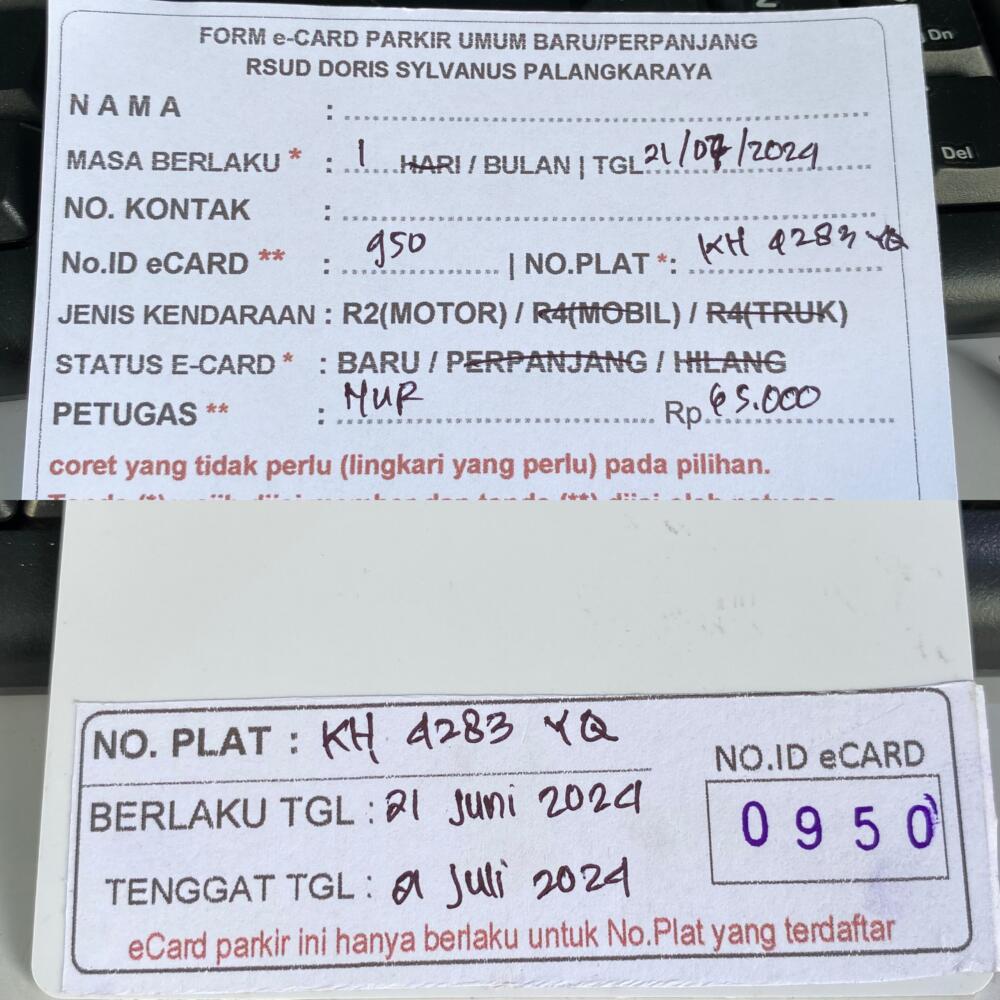 FORM e-CARD PARKIR UMUM BARU/PERPANJANG
RSUD DORIS SYLVANUS PALANGKARAYA
N A M A :
MASA BERLAKU * : 1 HARI / BULAN | TGL 21/07/2024
NO. KONTAK :
No.ID eCARD ** : 950 | NO.PLAT *: KH 4283 YQ
JENIS KENDARAAN : R2(MOTOR) / R4(MOBIL) / R4(TRUK)
STATUS E-CARD * : BARU / PERPANJANG / HILANG
PETUGAS ** : MUR Rp 65.000
coret yang tidak perlu (lingkari yang perlu) pada pilihan.
NO. PLAT : KH 4283 YQ
NO.ID eCARD
BERLAKU TGL : 21 Juni 2024
0950
TENGGAT TGL : 21 Juli 2024
eCard parkir ini hanya berlaku untuk No.Plat yang terdaftar
Dn
Del